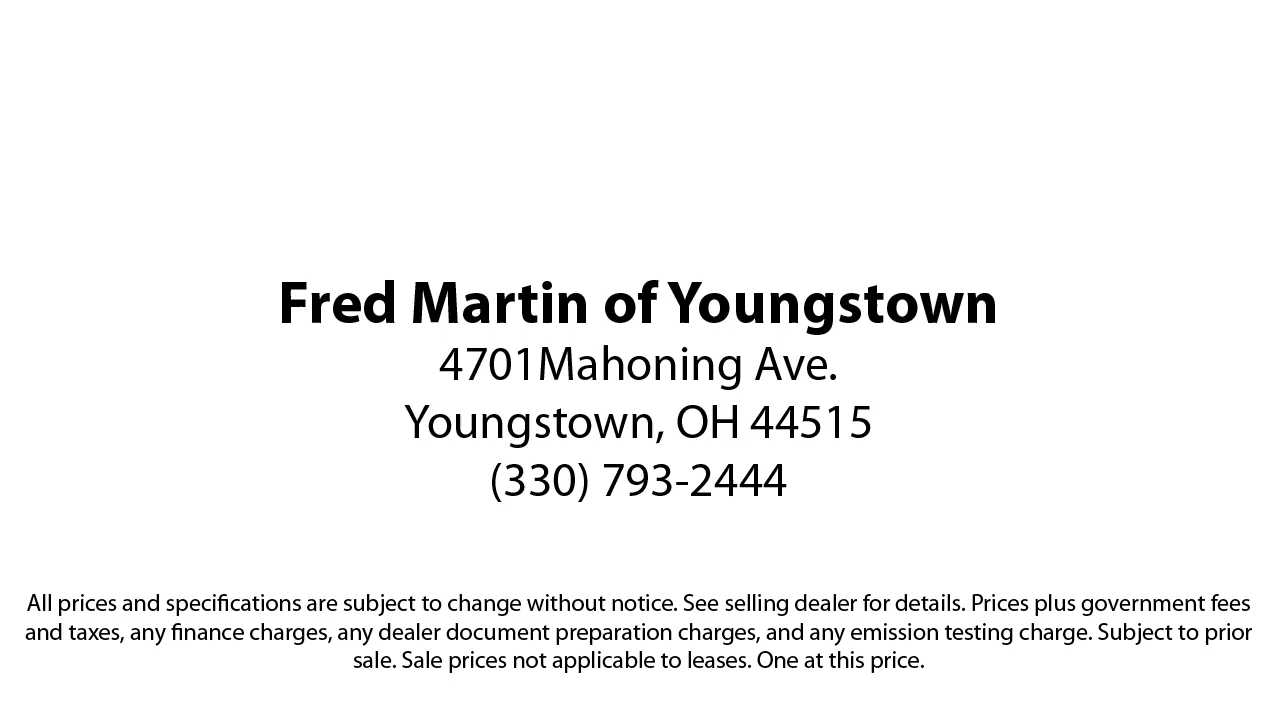 Fred Martin of Youngstown
4701Mahoning Ave.
Youngstown, OH 44515
(330) 793-2444
All prices and specifications are subject to change without notice. See selling dealer for details. Prices plus government fees
and taxes, any finance charges, any dealer document preparation charges, and any emission testing charge. Subject to prior
sale. Sale prices not applicable to leases. One at this price.